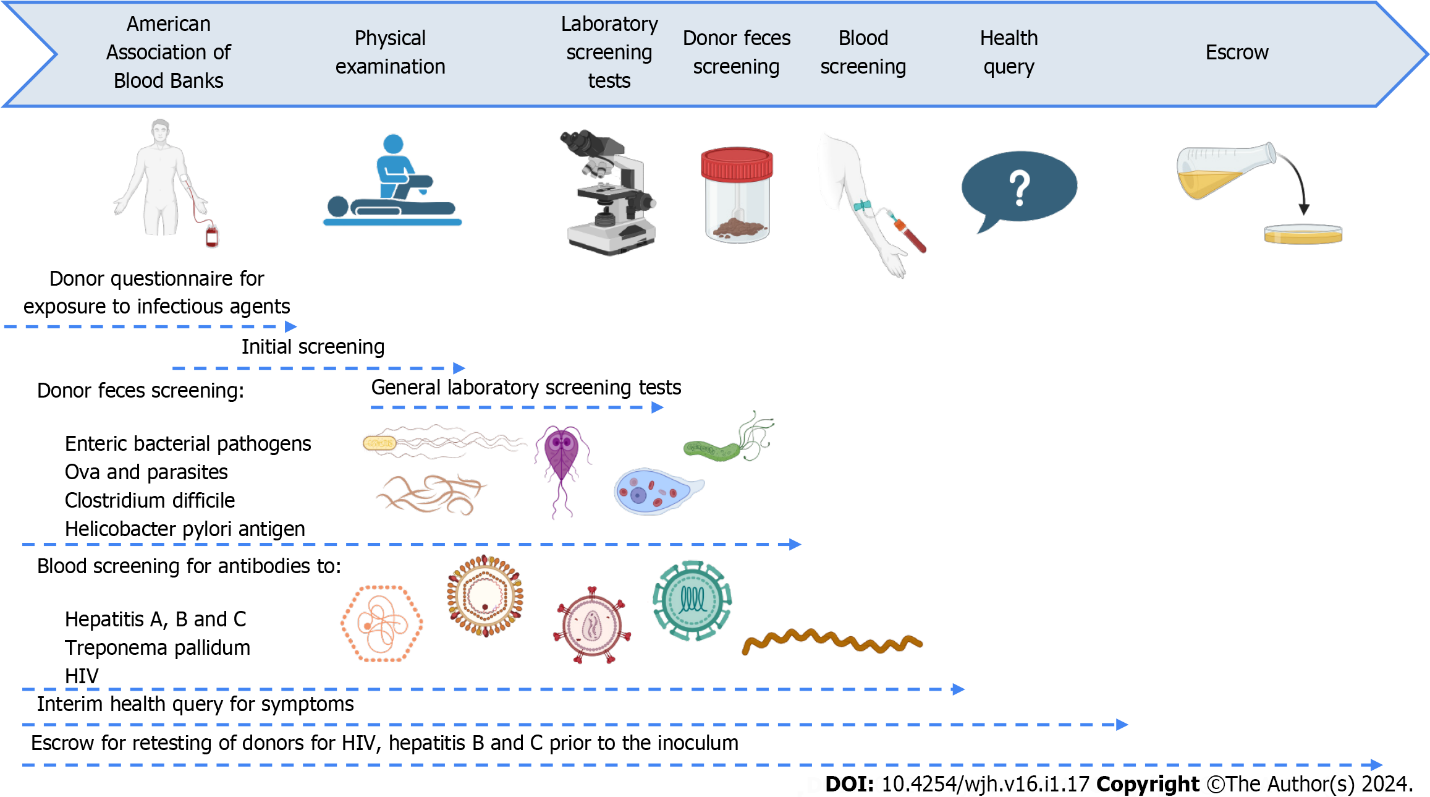 American
Association of
Blood Banks
Physical
examination
Laboratory
screening
tests
Donor feces
screening
Blood
screening
Health
query
Escrow
?
Donor questionnaire for
exposure to infectious agents
Initial screening
Donor feces screening:
General laboratory screening tests
Enteric bacterial pathogens
Ova and parasites
Clostridium difficile
Helicobacter pylori antigen
Blood screening for antibodies to:
Hepatitis A, B and C
Treponema pallidum
HIV
Interim health query for symptoms
Escrow for retesting of donors for HIV, hepatitis B and C prior to the inoculum
DOI: 10.4254/wjh.v16.i1.17 Copyright ©The Author(s) 2024.